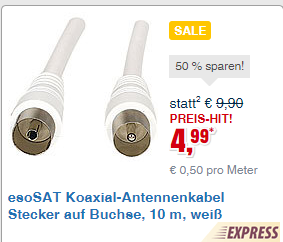 SALE
50 % sparen!
statt² € 9,90
PREIS-HIT!
4,99*
€ 0,50 pro Meter
esoSAT Koaxial-Antennenkabel
Stecker auf Buchse, 10 m, weiß
EXPRESS